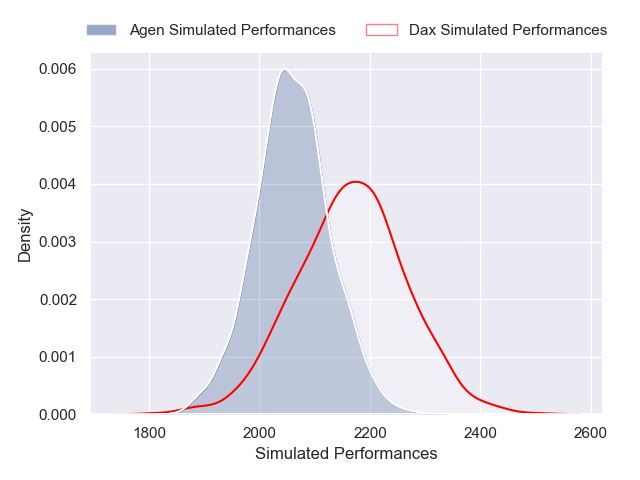 Agen Simulated Performances Dax Simulated Performances
0.006
0.005
0.004
0.003
0.002
0.001
0.000
Density
1800 2000 2200 2400 2600
Simulated Performances